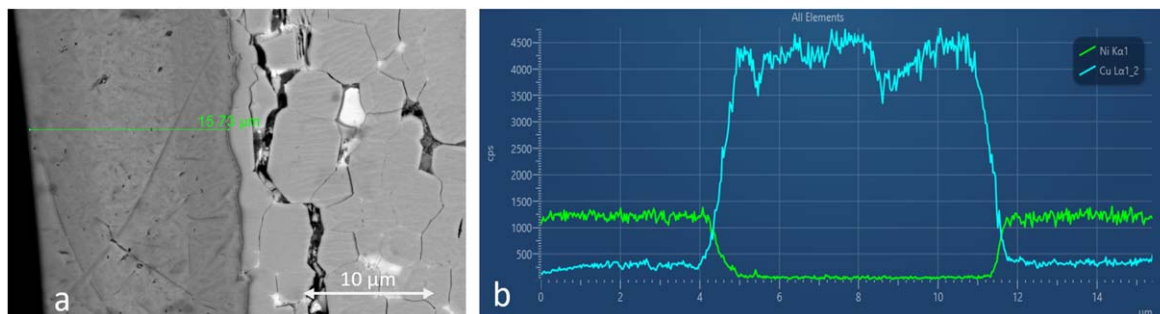 15.73 µm
10 µm
a
All Elements
Ni Kα1
Cu Lα1_2
cps
4500
4000
3500
3000
2500
2000
1500
1000
500
0
2
4
6
8
10
12
14
µm
b